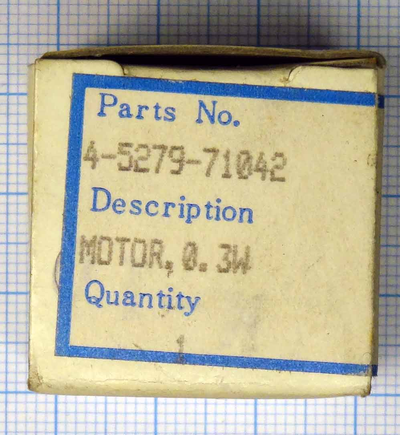 Parts No.
4-5279-71042
Description
MOTOR, 0.3W
Quantity
1